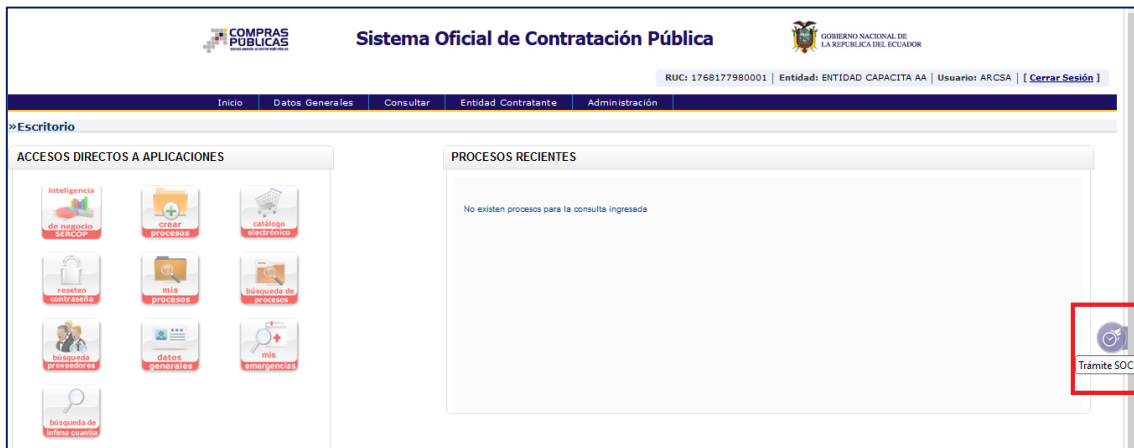 COMPRAS
PÚBLICAS
Sistema Oficial de Contratación Pública
GOBIERNO NACIONAL DE
LA REPUBLICA DEL ECUADOR
RUC: 1768177980001 | Entidad: ENTIDAD CAPACITA AA | Usuario: ARCSA | [ Cerrar Sesión ]
Inicio Datos Generales Consultar Entidad Contratante Administración
»Escritorio
ACCESOS DIRECTOS A APLICACIONES
inteligencia
de negocio
SERCOP
crear
procesos
catálogo
electrónico
reseteo
contraseña
mis
procesos
búsqueda de
procesos
búsqueda
proveedores
datos
generales
mis
emergencias
búsqueda de
ínfima cuantía
PROCESOS RECIENTES
No existen procesos para la consulta ingresada
Trámite SOC